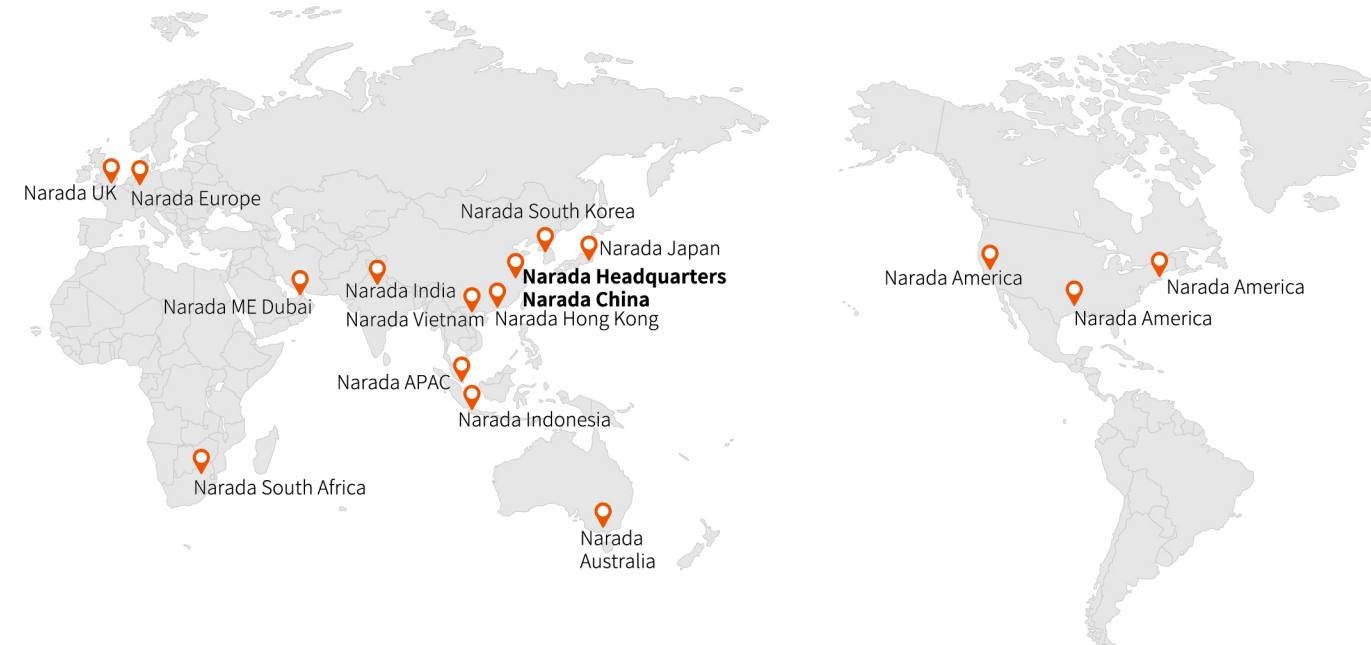 Narada UK
Narada Europe
Narada South Korea
Narada Japan
Narada Headquarters
Narada China
Narada India
Narada ME Dubai
Narada Vietnam
Narada Hong Kong
Narada APAC
Narada Indonesia
Narada South Africa
Narada
Australia
Narada America
Narada America
Narada America